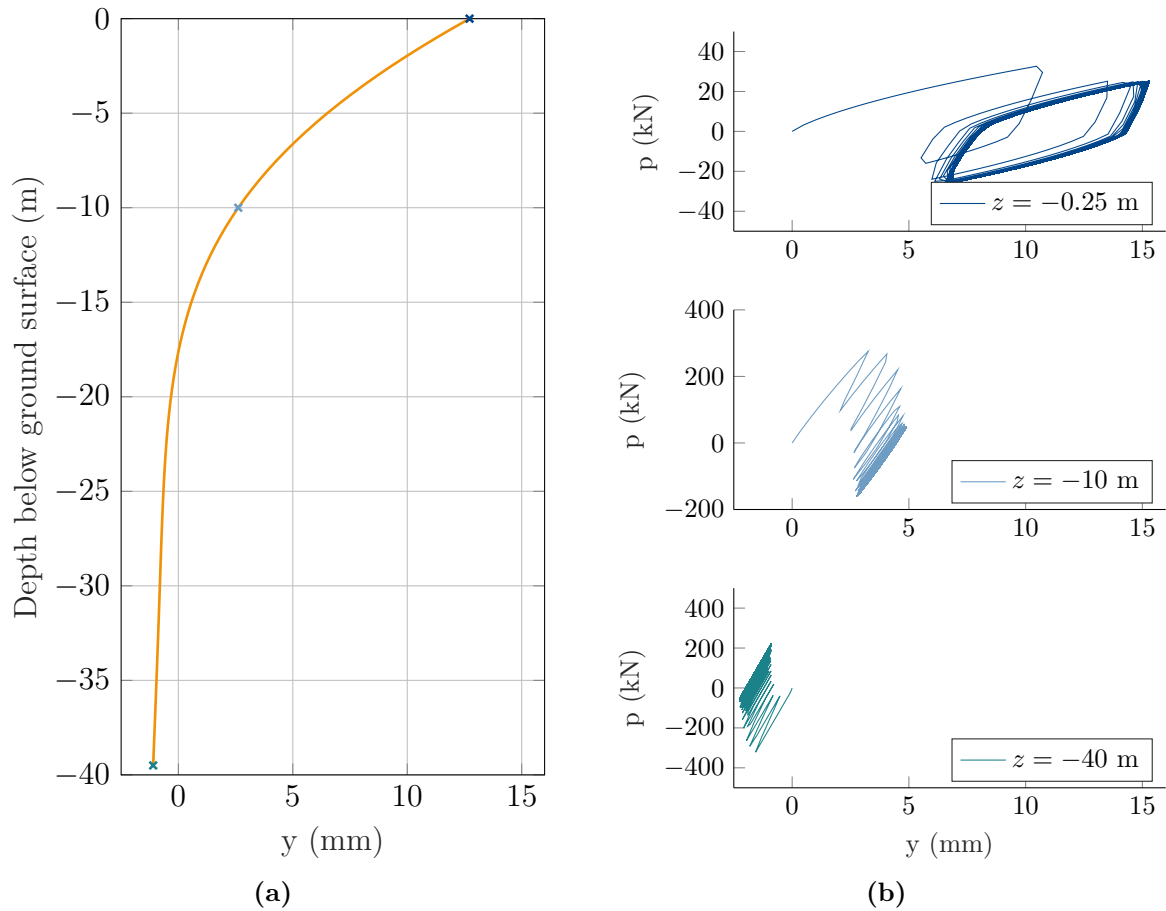 0
−5
−10
−15
−20
−25
−30
−35
−40
Depth below ground surface (m)
0 5 10 15
y (mm)
(a)
40
20
0
−20
−40
p (kN)
z = −0.25 m
0 5 10 15
400
200
0
−200
p (kN)
z = −10 m
0 5 10 15
400
200
0
−200
−400
p (kN)
z = −40 m
0 5 10 15
y (mm)
(b)